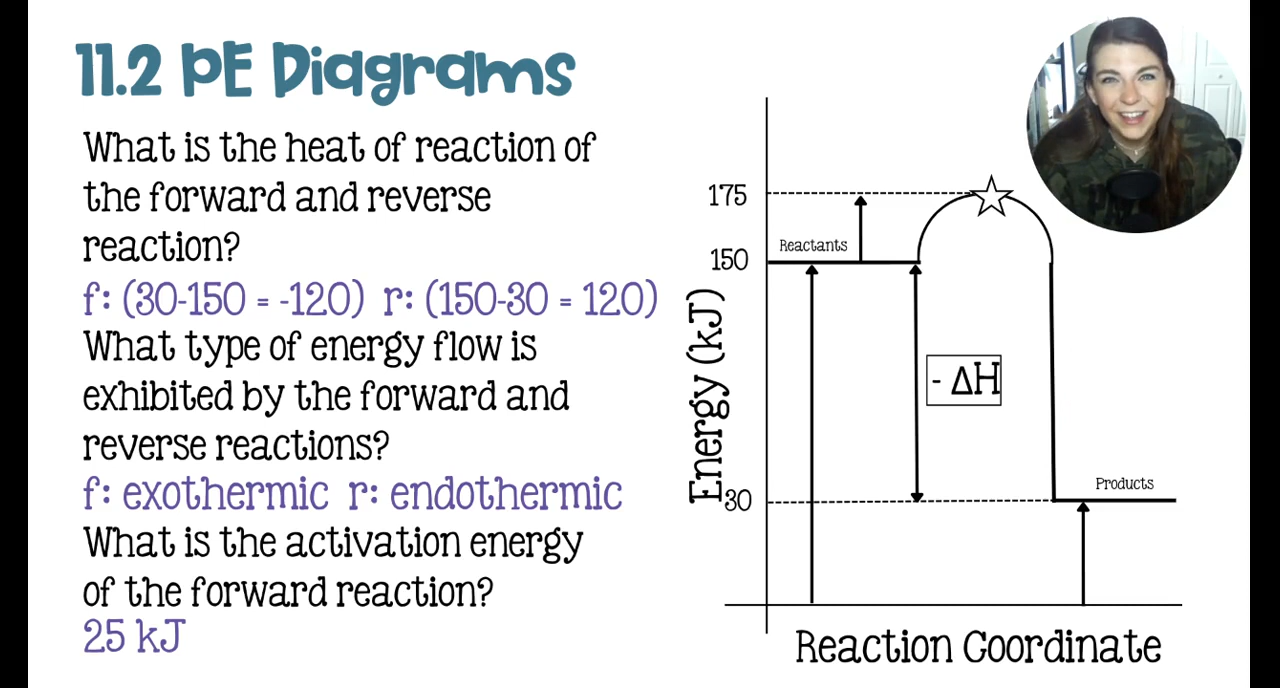 11.2 PE Diagrams
What is the heat of reaction of
the forward and reverse
reaction?
f: (30-150 = -120) r: (150-30 = 120)
What type of energy flow is
exhibited by the forward and
reverse reactions?
f: exothermic r: endothermic
What is the activation energy
of the forward reaction?
25 kJ
Energy (kJ)
175
150
30
Reactants
- ΔH
Products
Reaction Coordinate